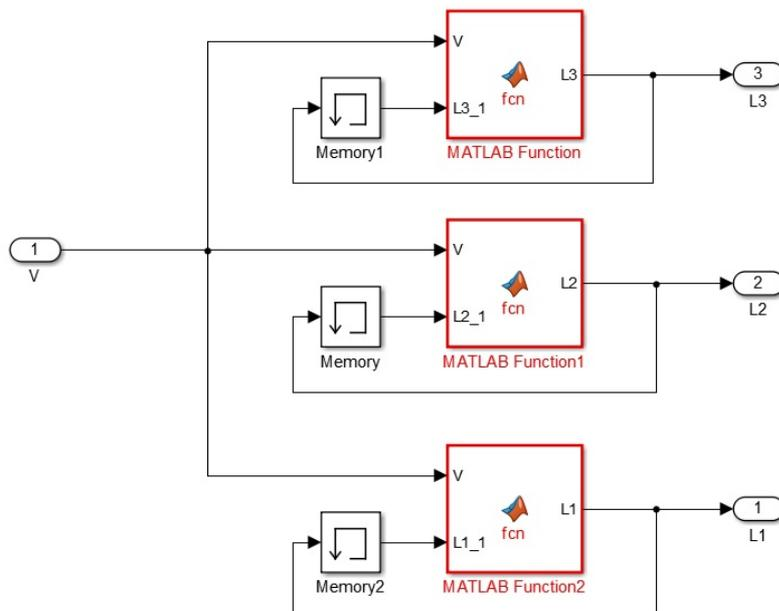 V
L3
fcn
L3_1
Memory1
MATLAB Function
3
L3
1
V
V
L2
fcn
L2_1
Memory
MATLAB Function1
2
L2
V
L1
fcn
L1_1
Memory2
MATLAB Function2
1
L1